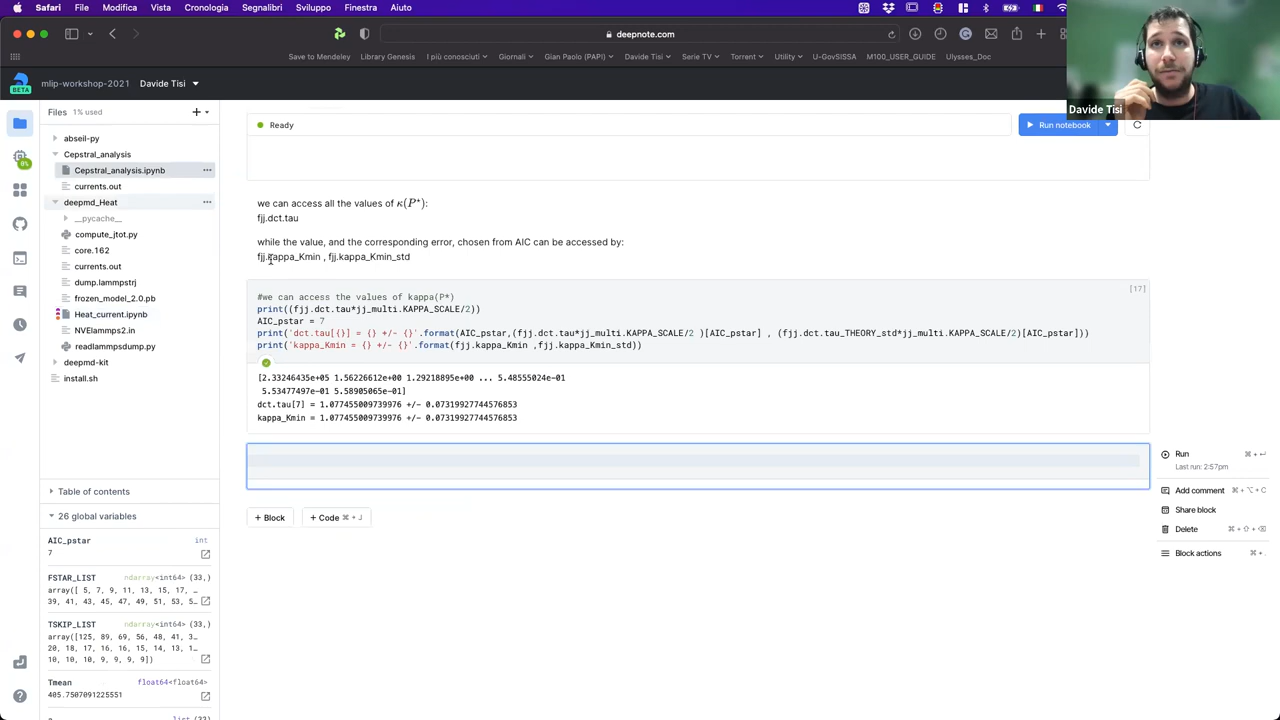 Safari File Modifica Vista Cronologia Segnalibri Sviluppo Finestra Aiuto
deepnote.com
Save to Mendeley Library Genesis I più conosciuti Giornali Gian Paolo (PAPI) Davide Tisi Serie TV Torrent Utility U-GovSISSA M100_USER_GUIDE Ulysses_Doc
BETA mlip-workshop-2021 Davide Tisi
Davide Tisi
Files 1% used
Ready
Run notebook
abseil-py
Cepstral_analysis
Cepstral_analysis.ipynb
currents.out
deepmd_Heat
__pycache__
compute_jtot.py
core.162
currents.out
dump.lammpstrj
frozen_model_2.0.pb
Heat_current.ipynb
NVElammps2.in
readlammpsdump.py
deepmd-kit
install.sh
0%
we can access all the values of κ(P*):
fjj.dct.tau
while the value, and the corresponding error, chosen from AIC can be accessed by:
fjj.kappa_Kmin , fjj.kappa_Kmin_std
[17]
#we can access the values of kappa(P*)
print((fjj.dct.tau*jj_multi.KAPPA_SCALE/2))
AIC_pstar = 7
print('dct.tau[{}] = {} +/- {}'.format(AIC_pstar,(fjj.dct.tau*jj_multi.KAPPA_SCALE/2 )[AIC_pstar] , (fjj.dct.tau_THEORY_std*jj_multi.KAPPA_SCALE/2)[AIC_pstar]))
print('kappa_Kmin = {} +/- {}'.format(fjj.kappa_Kmin ,fjj.kappa_Kmin_std))
[2.33246435e+05 1.56226612e+00 1.29218895e+00 ... 5.48555024e-01
5.53477497e-01 5.58905065e-01]
dct.tau[7] = 1.077455009739976 +/- 0.07319927744576853
kappa_Kmin = 1.077455009739976 +/- 0.07319927744576853
Run ⌘ + ↵
Last run: 2:57pm
Add comment ⌘ + ⌥ + C
Share block
Delete ⌘ + ⇧ + ⌫
Block actions ⌘ + .
+ Block + Code ⌘ + J
Table of contents
26 global variables
AIC_pstar int
7
FSTAR_LIST ndarray<int64> (33,)
array([ 5, 7, 9, 11, 13, 15, 17, …
39, 41, 43, 45, 47, 49, 51, 53, 5…
TSKIP_LIST ndarray<int64> (33,)
array([125, 89, 69, 56, 48, 41, 3…
20, 18, 17, 16, 16, 15, 14, 13, 1…
10, 10, 10, 9, 9, 9, 9])
Tmean float64<float64>
405.7507091225551
list (33)